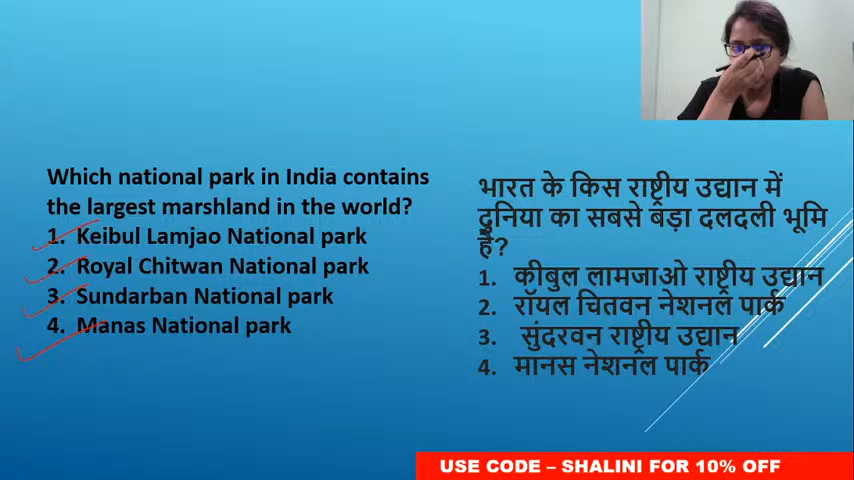 Which national park in India contains
the largest marshland in the world?
1. Keibul Lamjao National park
2. Royal Chitwan National park
3. Sundarban National park
4. Manas National park
भारत के किस राष्ट्रीय उद्यान में
दुनिया का सबसे बड़ा दलदली भूमि
है?
1. कीबुल लामजाओ राष्ट्रीय उद्यान
2. रॉयल चितवन नेशनल पार्क
3. सुंदरवन राष्ट्रीय उद्यान
4. मानस नेशनल पार्क
USE CODE – SHALINI FOR 10% OFF